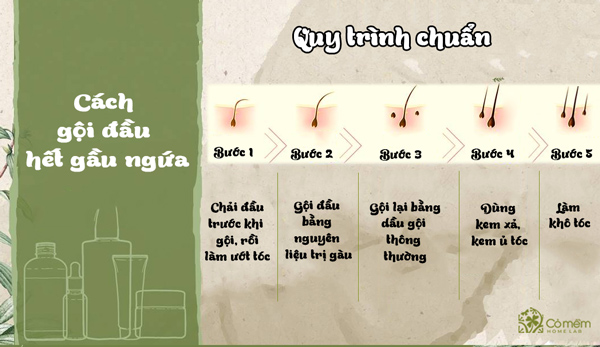 Cách
gội đầu
hết gầu ngứa
Quy trình chuẩn
Bước 1
Bước 2
Bước 3
Bước 4
Bước 5
Chải đầu
trước khi
gội, rồi
làm ướt tóc
Gội đầu
bằng
nguyên
liệu trị gàu
Gội lại bằng
dầu gội
thông
thường
Dùng
kem xả,
kem ủ tóc
Làm
khô tóc
Cỏ mềm
HOME LAB